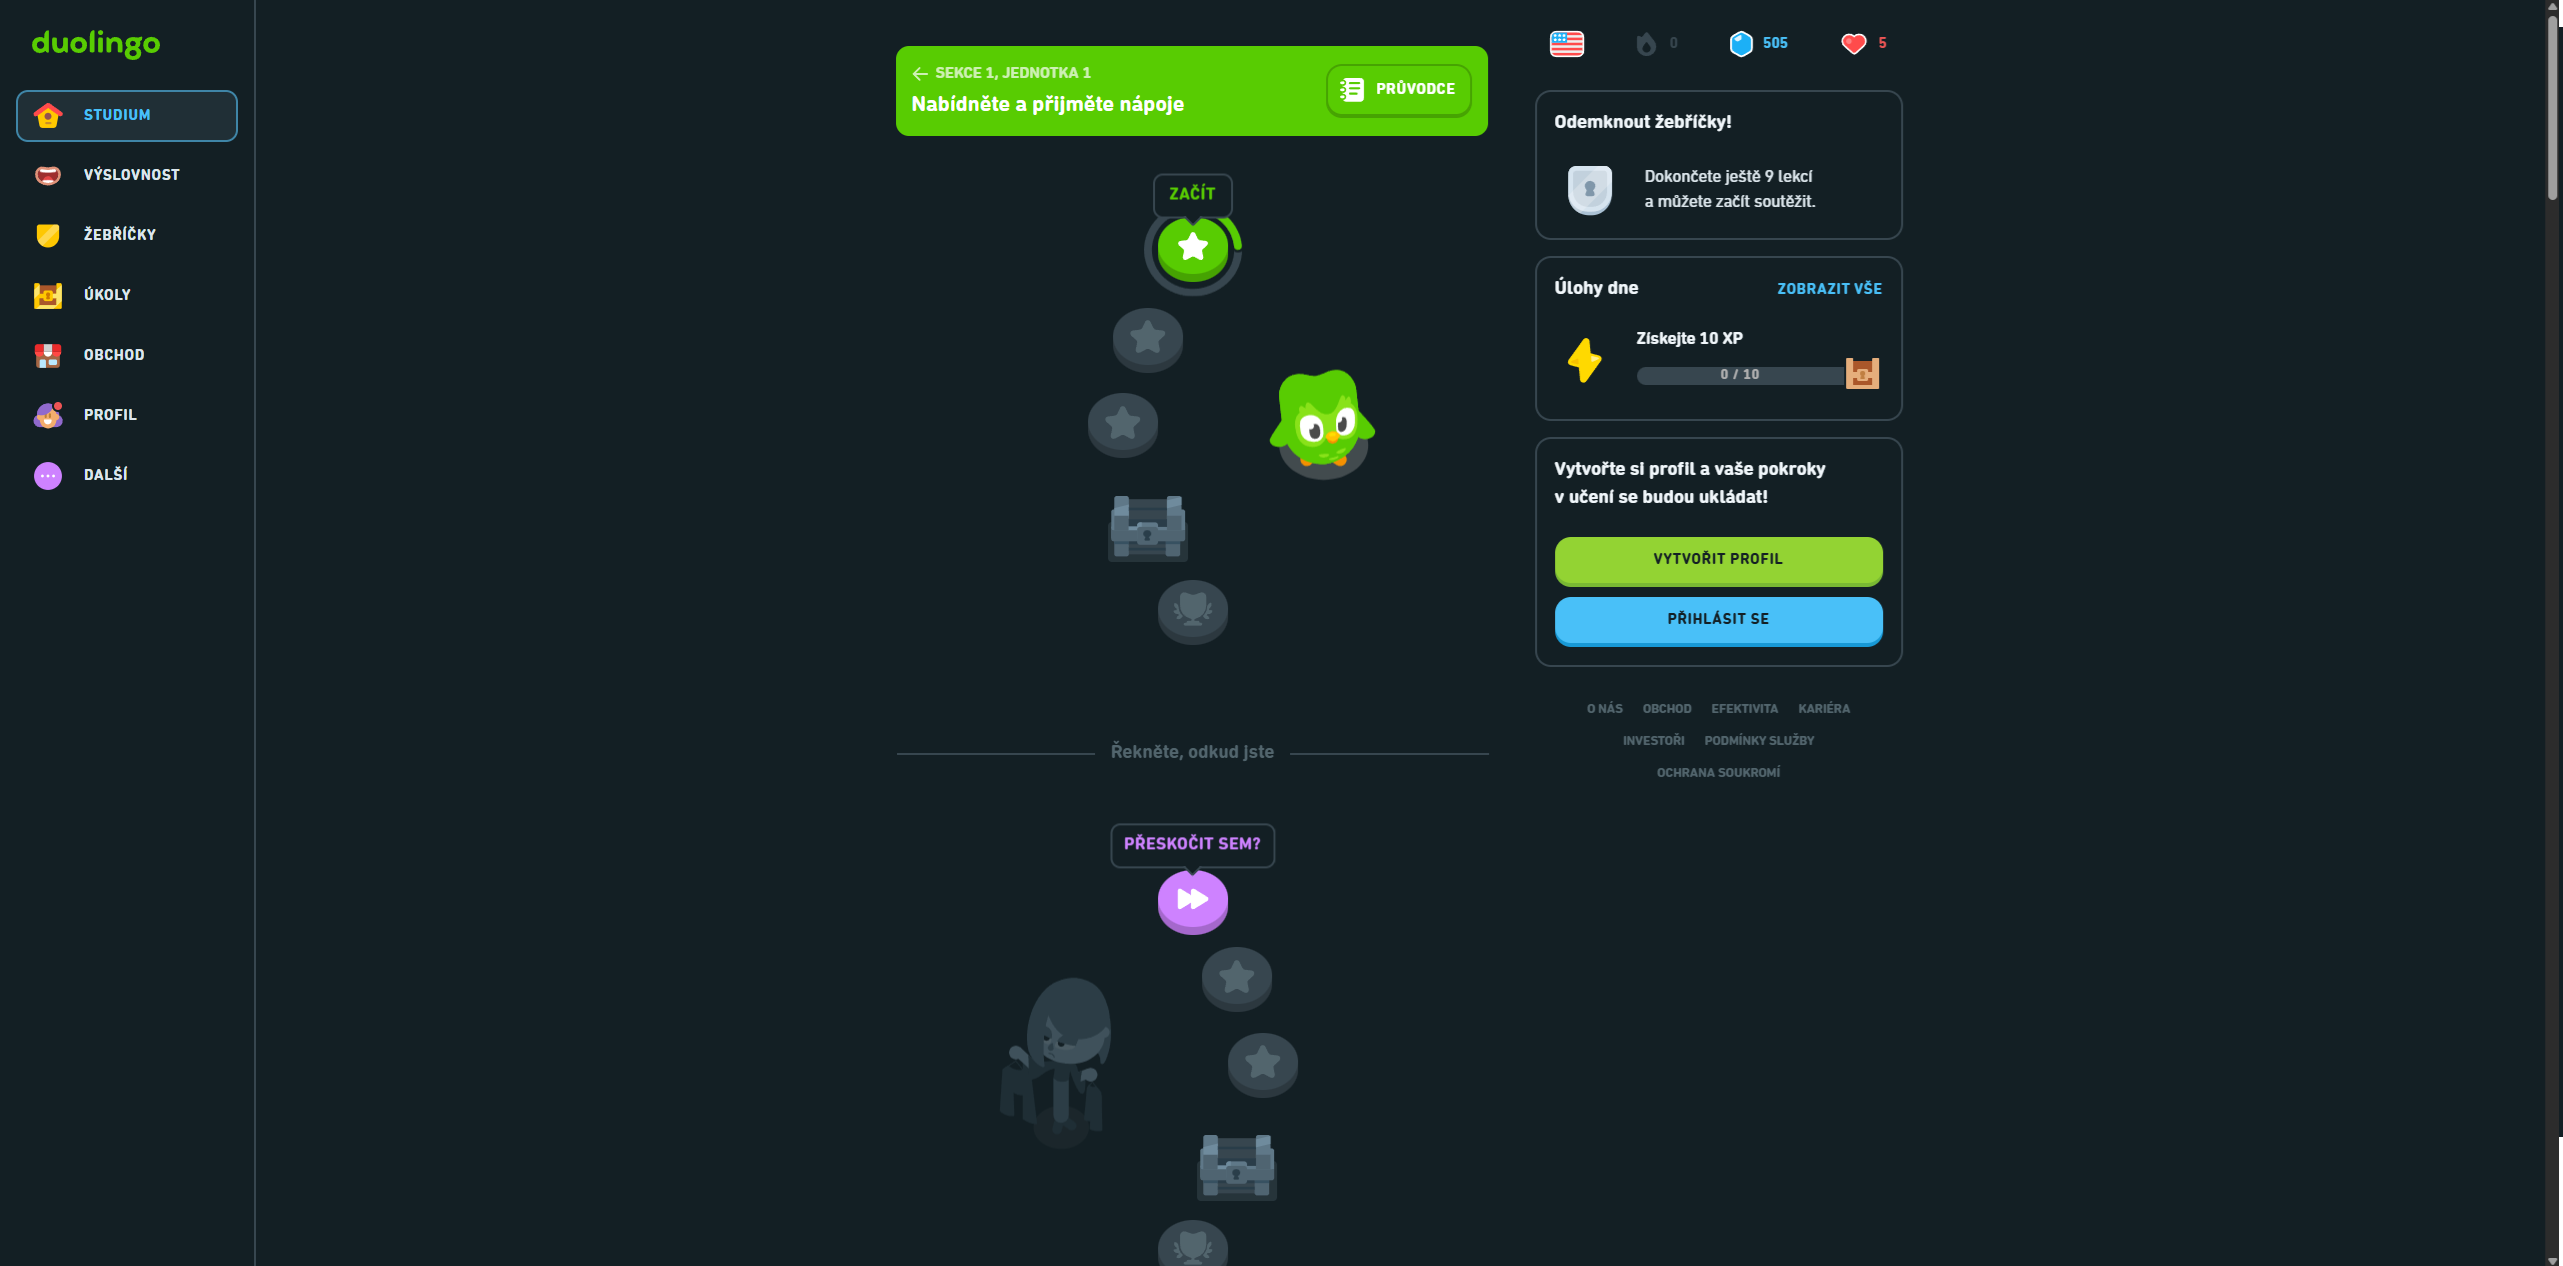 duolingo
STUDIUM
VÝSLOVNOST
ŽEBŘÍČKY
ÚKOLY
OBCHOD
PROFIL
DALŠÍ
SEKCE 1, JEDNOTKA 1
Nabídněte a přijměte nápoje
PRŮVODCE
ZAČÍT
Řekněte, odkud jste
PŘESKOČIT SEM?
0
505
5
Odemknout žebříčky!
Dokončete ještě 9 lekcí
a můžete začít soutěžit.
Úlohy dne
ZOBRAZIT VŠE
Získejte 10 XP
0 / 10
Vytvořte si profil a vaše pokroky
v učení se budou ukládat!
VYTVOŘIT PROFIL
PŘIHLÁSIT SE
O NÁS OBCHOD EFEKTIVITA KARIÉRA
INVESTOŘI PODMÍNKY SLUŽBY
OCHRANA SOUKROMÍ